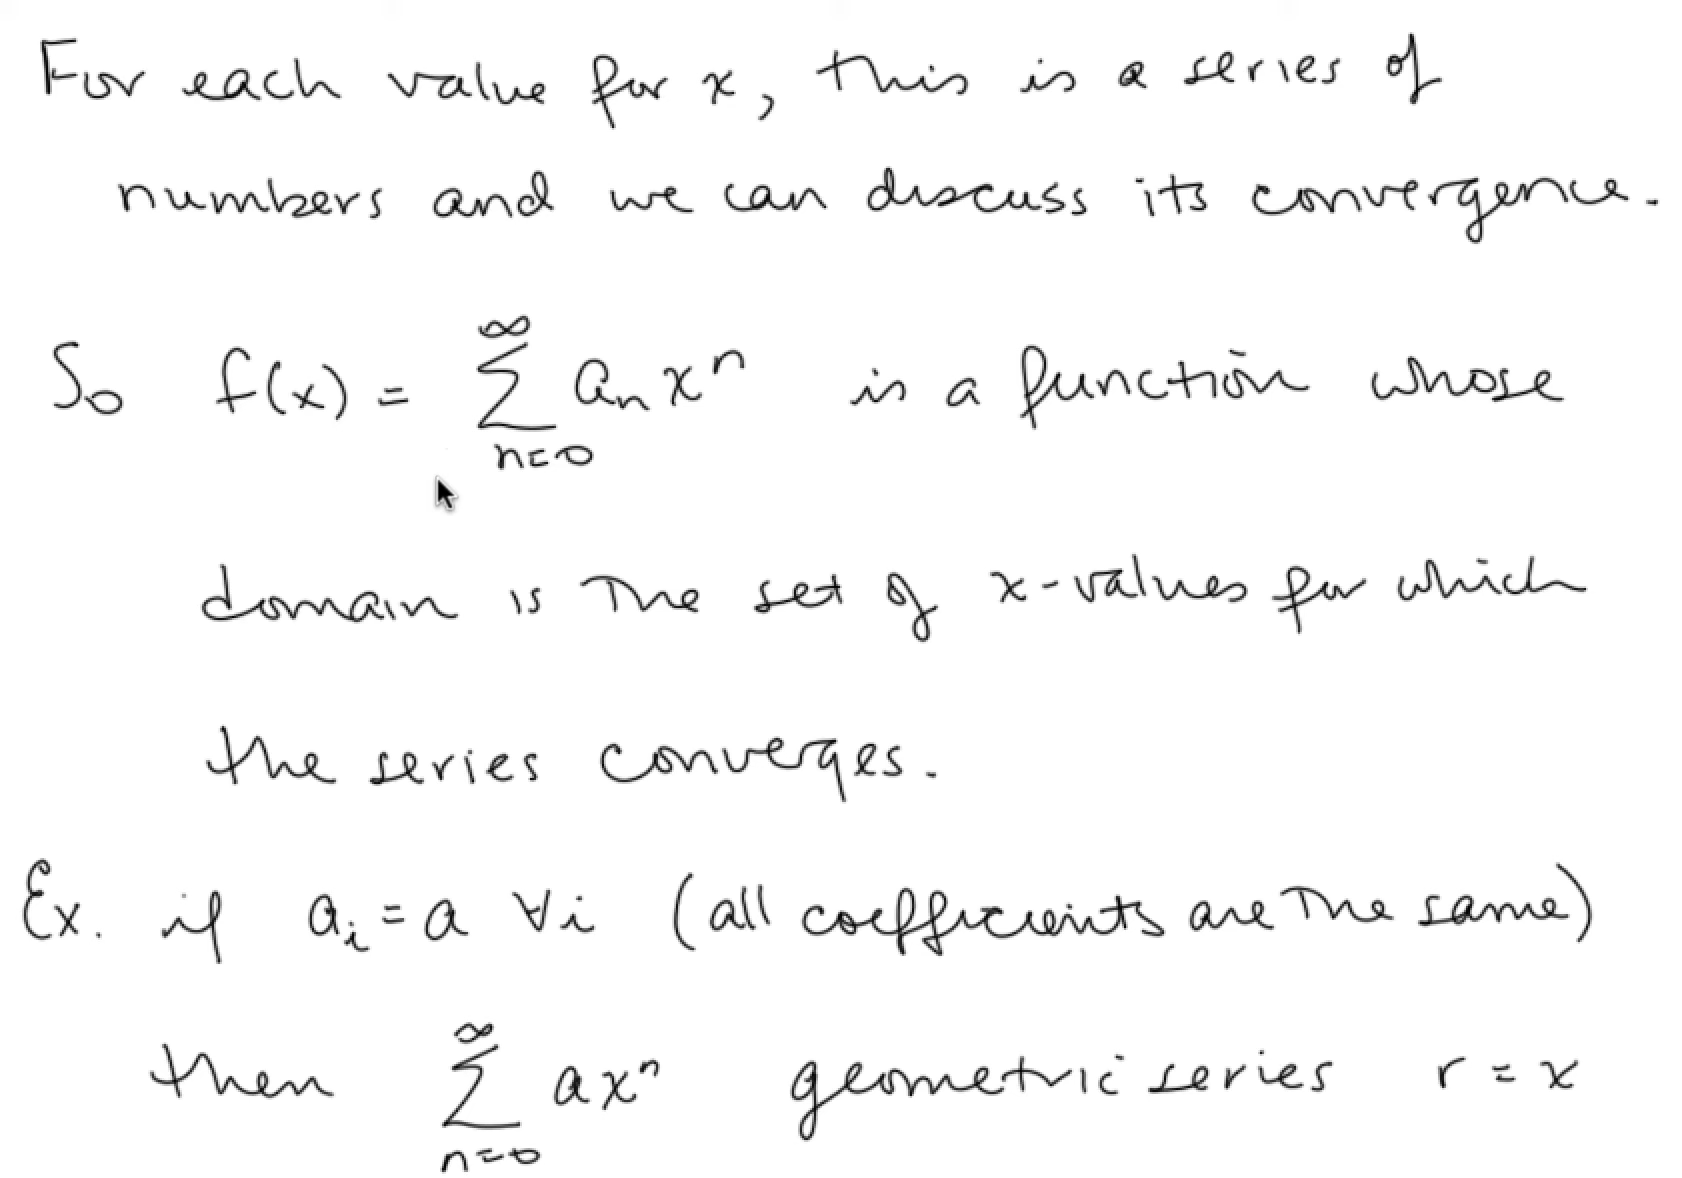 For each value for x, this is a series of
numbers and we can discuss its convergence.
So f(x) = ∑_{n=0}^{∞} a_n x^n is a function whose
domain is the set of x-values for which
the series converges.
Ex. if a_i = a ∀i (all coefficients are the same)
then ∑_{n=0}^{∞} ax^n geometric series r = x